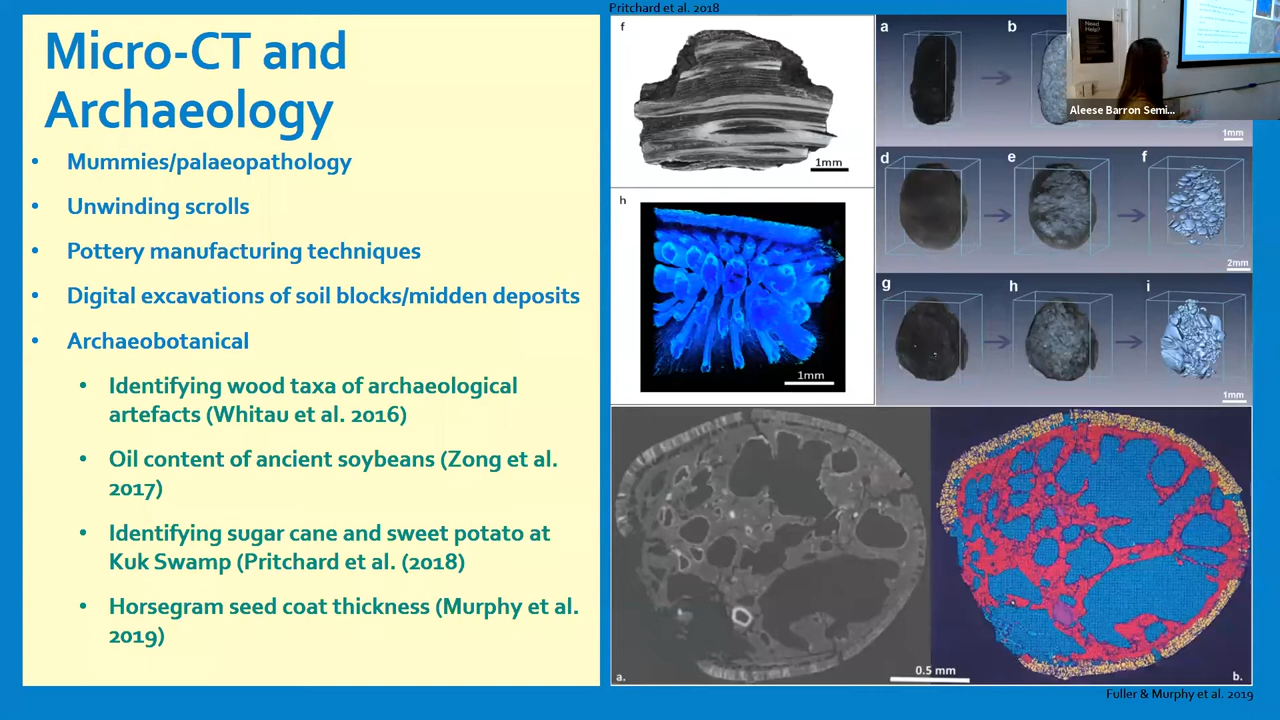 Pritchard et al. 2018
Micro-CT and
Archaeology
• Mummies/palaeopathology
• Unwinding scrolls
• Pottery manufacturing techniques
• Digital excavations of soil blocks/midden deposits
• Archaeobotanical
• Identifying wood taxa of archaeological
artefacts (Whitau et al. 2016)
• Oil content of ancient soybeans (Zong et al.
2017)
• Identifying sugar cane and sweet potato at
Kuk Swamp (Pritchard et al. (2018)
• Horsegram seed coat thickness (Murphy et al.
2019)
f
1mm
h
1mm
a
b
1mm
d
e
f
2mm
g
h
i
1mm
a.
0.5 mm
b.
Fuller & Murphy et al. 2019
Need
Help?
Aleese Barron Semi...